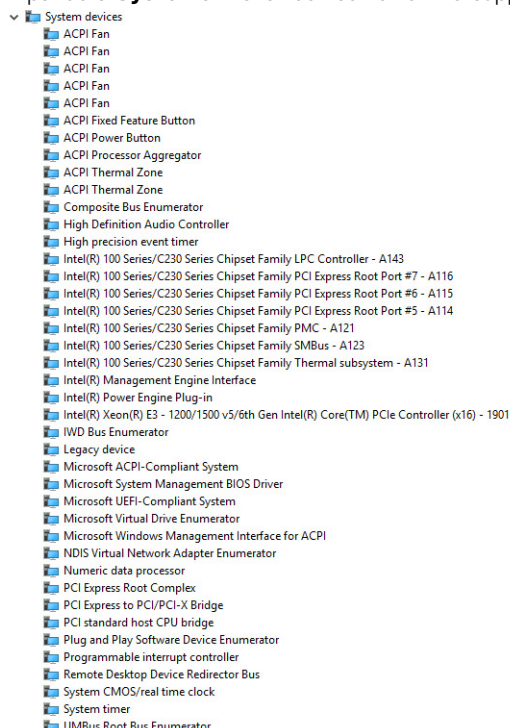 System devices
ACPI Fan
ACPI Fan
ACPI Fan
ACPI Fan
ACPI Fan
ACPI Fixed Feature Button
ACPI Power Button
ACPI Processor Aggregator
ACPI Thermal Zone
ACPI Thermal Zone
Composite Bus Enumerator
High Definition Audio Controller
High precision event timer
Intel(R) 100 Series/C230 Series Chipset Family LPC Controller - A143
Intel(R) 100 Series/C230 Series Chipset Family PCI Express Root Port #7 - A116
Intel(R) 100 Series/C230 Series Chipset Family PCI Express Root Port #6 - A115
Intel(R) 100 Series/C230 Series Chipset Family PCI Express Root Port #5 - A114
Intel(R) 100 Series/C230 Series Chipset Family PMC - A121
Intel(R) 100 Series/C230 Series Chipset Family SMBus - A123
Intel(R) 100 Series/C230 Series Chipset Family Thermal subsystem - A131
Intel(R) Management Engine Interface
Intel(R) Power Engine Plug-in
Intel(R) Xeon(R) E3 - 1200/1500 v5/6th Gen Intel(R) Core(TM) PCIe Controller (x16) - 1901
IWD Bus Enumerator
Legacy device
Microsoft ACPI-Compliant System
Microsoft System Management BIOS Driver
Microsoft UEFI-Compliant System
Microsoft Virtual Drive Enumerator
Microsoft Windows Management Interface for ACPI
NDIS Virtual Network Adapter Enumerator
Numeric data processor
PCI Express Root Complex
PCI Express to PCI/PCI-X Bridge
PCI standard host CPU bridge
Plug and Play Software Device Enumerator
Programmable interrupt controller
Remote Desktop Device Redirector Bus
System CMOS/real time clock
System timer
UMBus Root Bus Enumerator